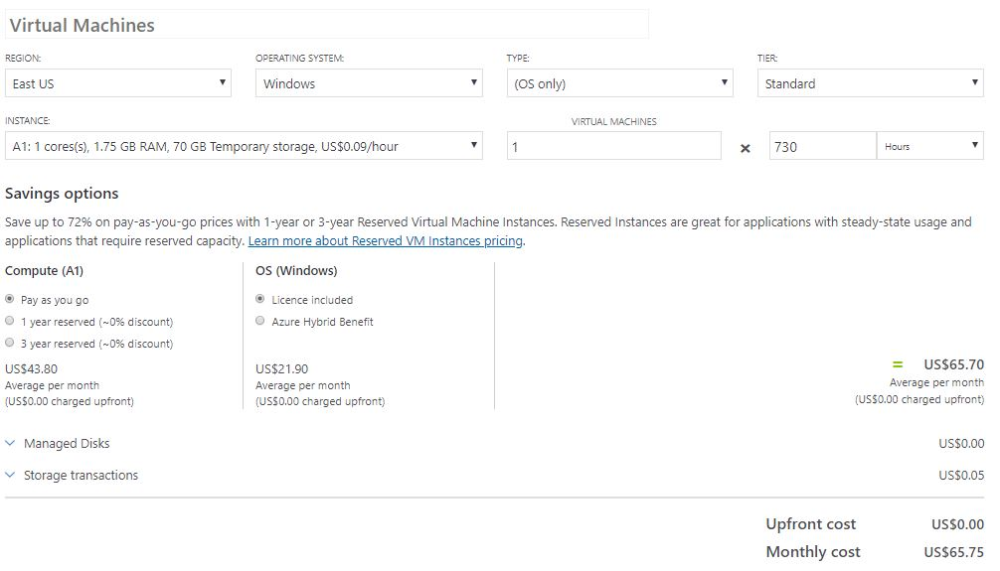 Virtual Machines
REGION: OPERATING SYSTEM: TYPE: TIER:
East US Windows (OS only) Standard
INSTANCE: VIRTUAL MACHINES
A1: 1 cores(s), 1.75 GB RAM, 70 GB Temporary storage, US$0.09/hour 1 × 730 Hours
Savings options
Save up to 72% on pay-as-you-go prices with 1-year or 3-year Reserved Virtual Machine Instances. Reserved Instances are great for applications with steady-state usage and
applications that require reserved capacity. Learn more about Reserved VM Instances pricing.
Compute (A1)
Pay as you go
1 year reserved (~0% discount)
3 year reserved (~0% discount)
US$43.80
Average per month
(US$0.00 charged upfront)
OS (Windows)
Licence included
Azure Hybrid Benefit
US$21.90
Average per month
(US$0.00 charged upfront)
= US$65.70
Average per month
(US$0.00 charged upfront)
Managed Disks US$0.00
Storage transactions US$0.05
Upfront cost US$0.00
Monthly cost US$65.75